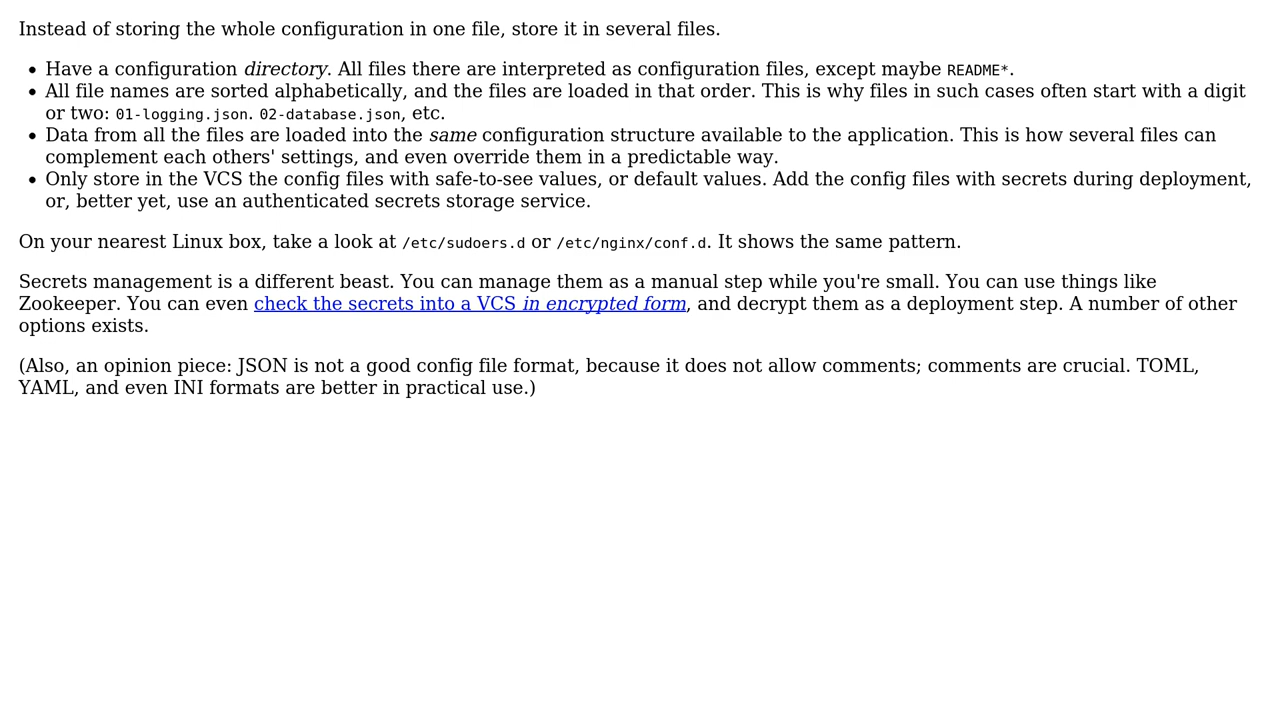 Instead of storing the whole configuration in one file, store it in several files.
• Have a configuration directory. All files there are interpreted as configuration files, except maybe README*.
• All file names are sorted alphabetically, and the files are loaded in that order. This is why files in such cases often start with a digit
or two: 01-logging.json. 02-database.json, etc.
• Data from all the files are loaded into the same configuration structure available to the application. This is how several files can
complement each others' settings, and even override them in a predictable way.
• Only store in the VCS the config files with safe-to-see values, or default values. Add the config files with secrets during deployment,
or, better yet, use an authenticated secrets storage service.
On your nearest Linux box, take a look at /etc/sudoers.d or /etc/nginx/conf.d. It shows the same pattern.
Secrets management is a different beast. You can manage them as a manual step while you're small. You can use things like
Zookeeper. You can even check the secrets into a VCS in encrypted form, and decrypt them as a deployment step. A number of other
options exists.
(Also, an opinion piece: JSON is not a good config file format, because it does not allow comments; comments are crucial. TOML,
YAML, and even INI formats are better in practical use.)